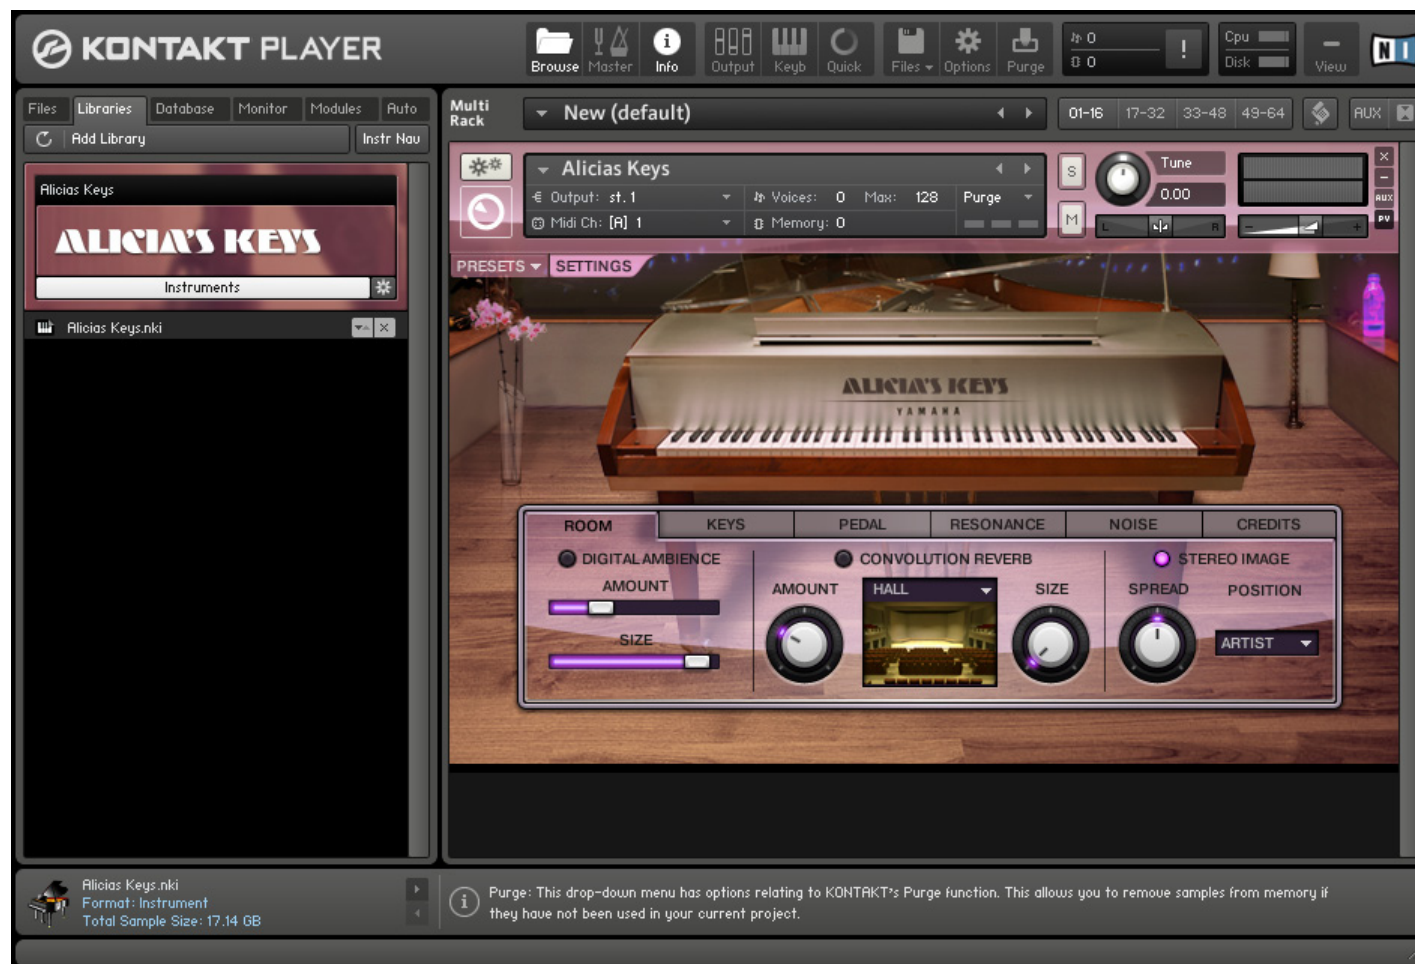 KONTAKT PLAYER
Browse Master Info Output Keyb Quick Files Options Purge
0
0
!
Cpu
Disk
View
NI
Files Libraries Database Monitor Modules Auto
Add Library Instr Nav
Alicias Keys
ALICIA'S KEYS
Instruments
Alicias Keys.nki
Multi
Rack
New (default)
01-16 17-32 33-48 49-64 AUX
Alicias Keys
Output: st.1 Voices: 0 Max: 128 Purge
Midi Ch: [A] 1 Memory: 0
S
M
Tune
0.00
L R
- +
AUX
PV
PRESETS SETTINGS
ALICIA'S KEYS
YAMAHA
ROOM KEYS PEDAL RESONANCE NOISE CREDITS
DIGITAL AMBIENCE
AMOUNT
SIZE
CONVOLUTION REVERB
AMOUNT HALL SIZE
STEREO IMAGE
SPREAD POSITION
ARTIST
Alicias Keys.nki
Format: Instrument
Total Sample Size: 17.14 GB
Purge: This drop-down menu has options relating to KONTAKT's Purge function. This allows you to remove samples from memory if
they have not been used in your current project.